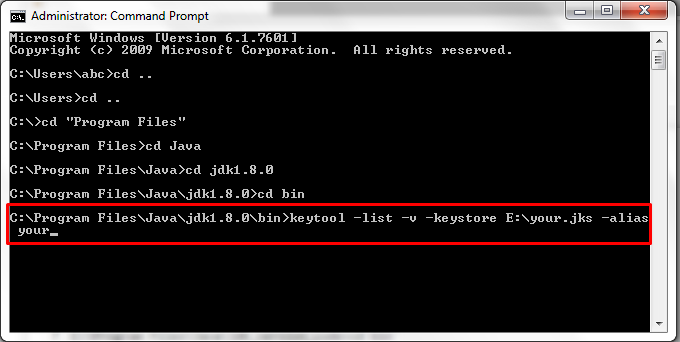 Administrator: Command Prompt
Microsoft Windows [Version 6.1.7601]
Copyright (c) 2009 Microsoft Corporation.  All rights reserved.
C:\Users\abc>cd ..
C:\Users>cd ..
C:\>cd "Program Files"
C:\Program Files>cd Java
C:\Program Files\Java>cd jdk1.8.0
C:\Program Files\Java\jdk1.8.0>cd bin
C:\Program Files\Java\jdk1.8.0\bin>keytool -list -v -keystore E:\your.jks -alias
your_